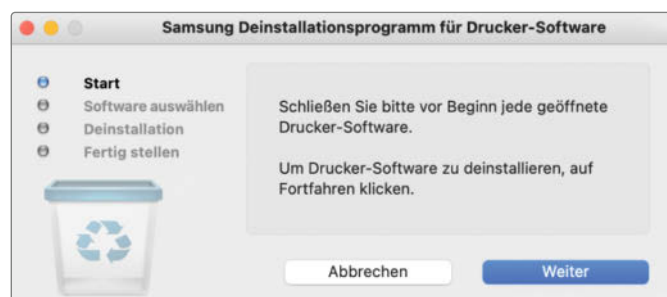 Samsung Deinstallationsprogramm für Drucker-Software
Start
Software auswählen
Deinstallation
Fertig stellen
Schließen Sie bitte vor Beginn jede geöffnete
Drucker-Software.
Um Drucker-Software zu deinstallieren, auf
Fortfahren klicken.
Abbrechen
Weiter